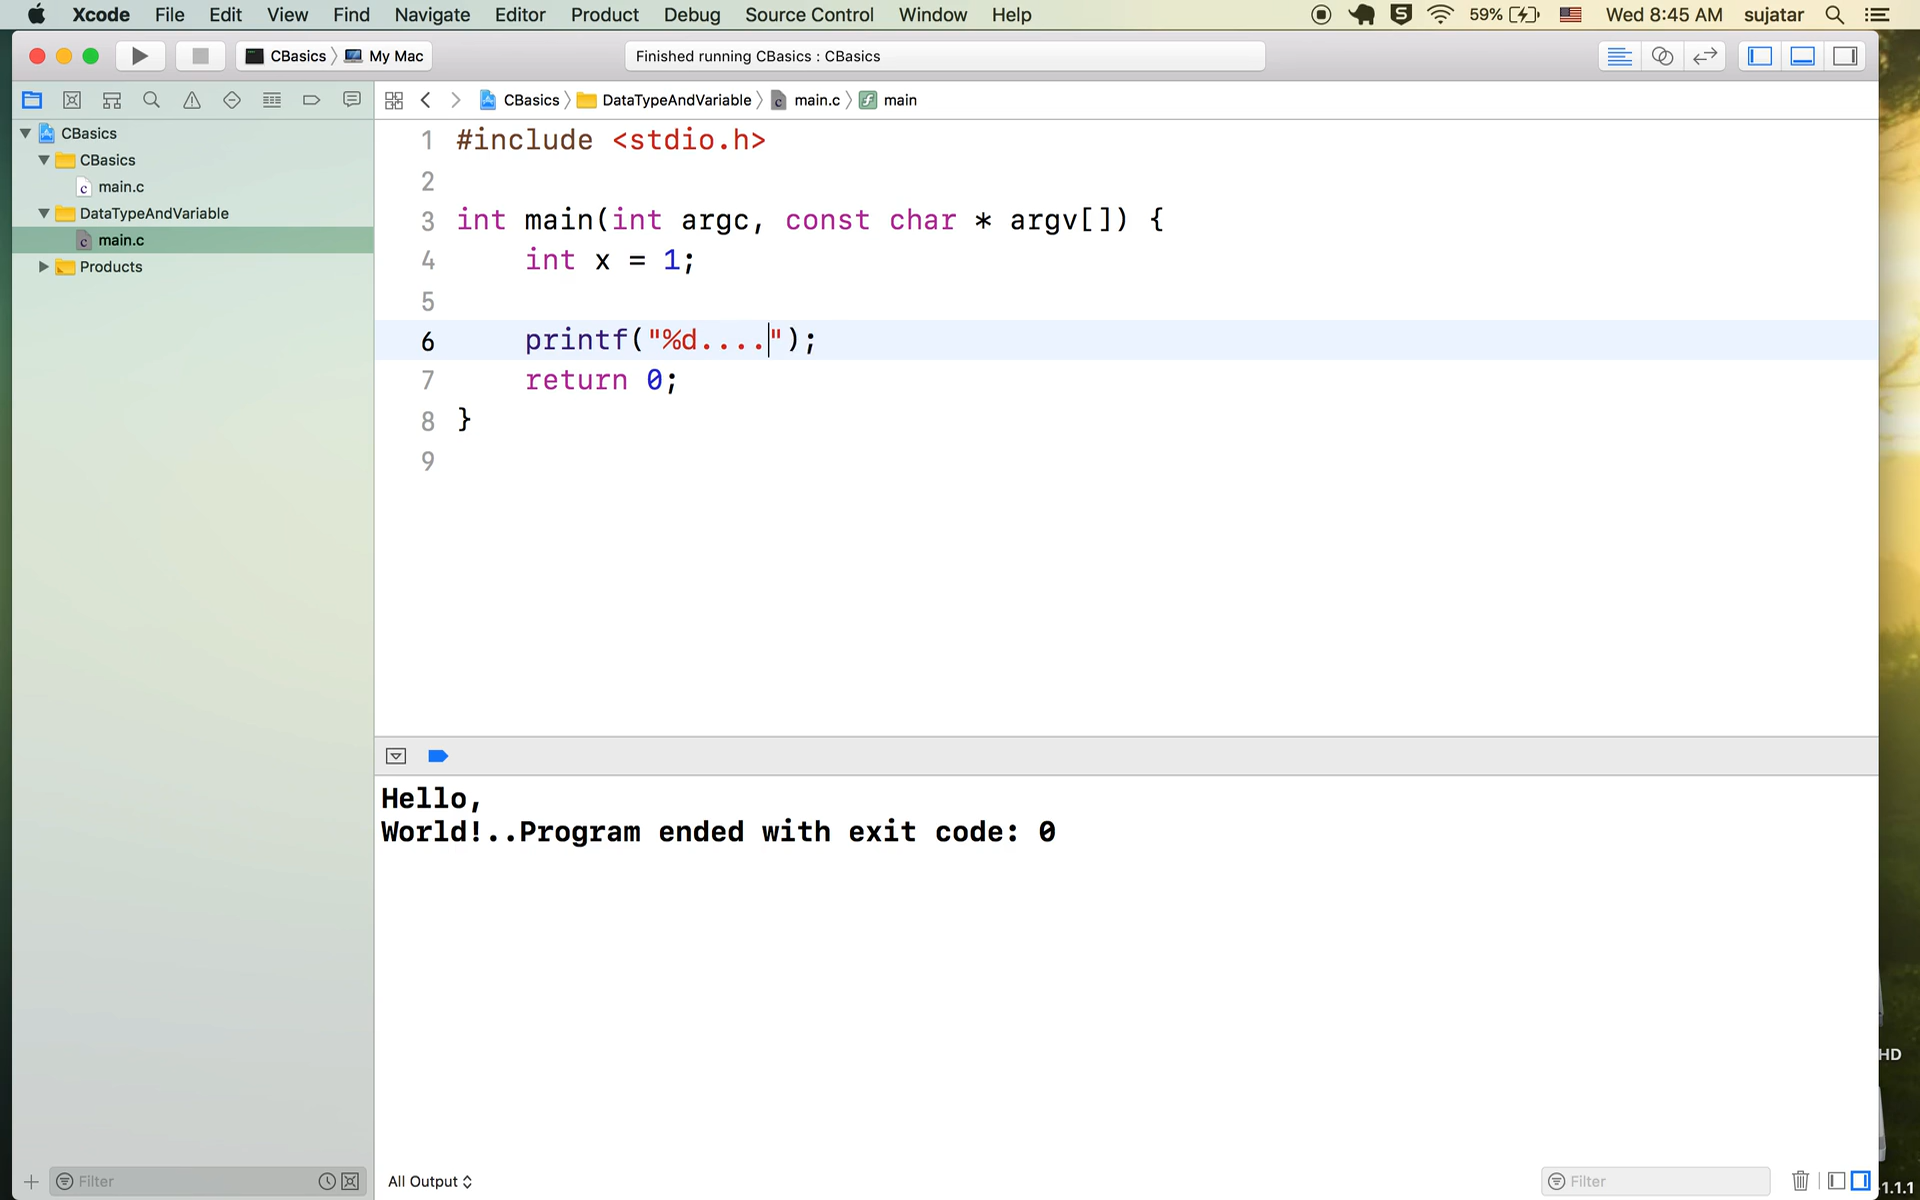 Xcode File Edit View Find Navigate Editor Product Debug Source Control Window Help 59% Wed 8:45 AM sujatar
CBasics My Mac Finished running CBasics : CBasics
CBasics DataTypeAndVariable main.c main
CBasics
CBasics
main.c
DataTypeAndVariable
main.c
Products
1 #include <stdio.h>
2
3 int main(int argc, const char * argv[]) {
4 int x = 1;
5
6 printf("%d....");
7 return 0;
8 }
9
Hello,
World!..Program ended with exit code: 0
HD
Filter All Output Filter
1.1.1